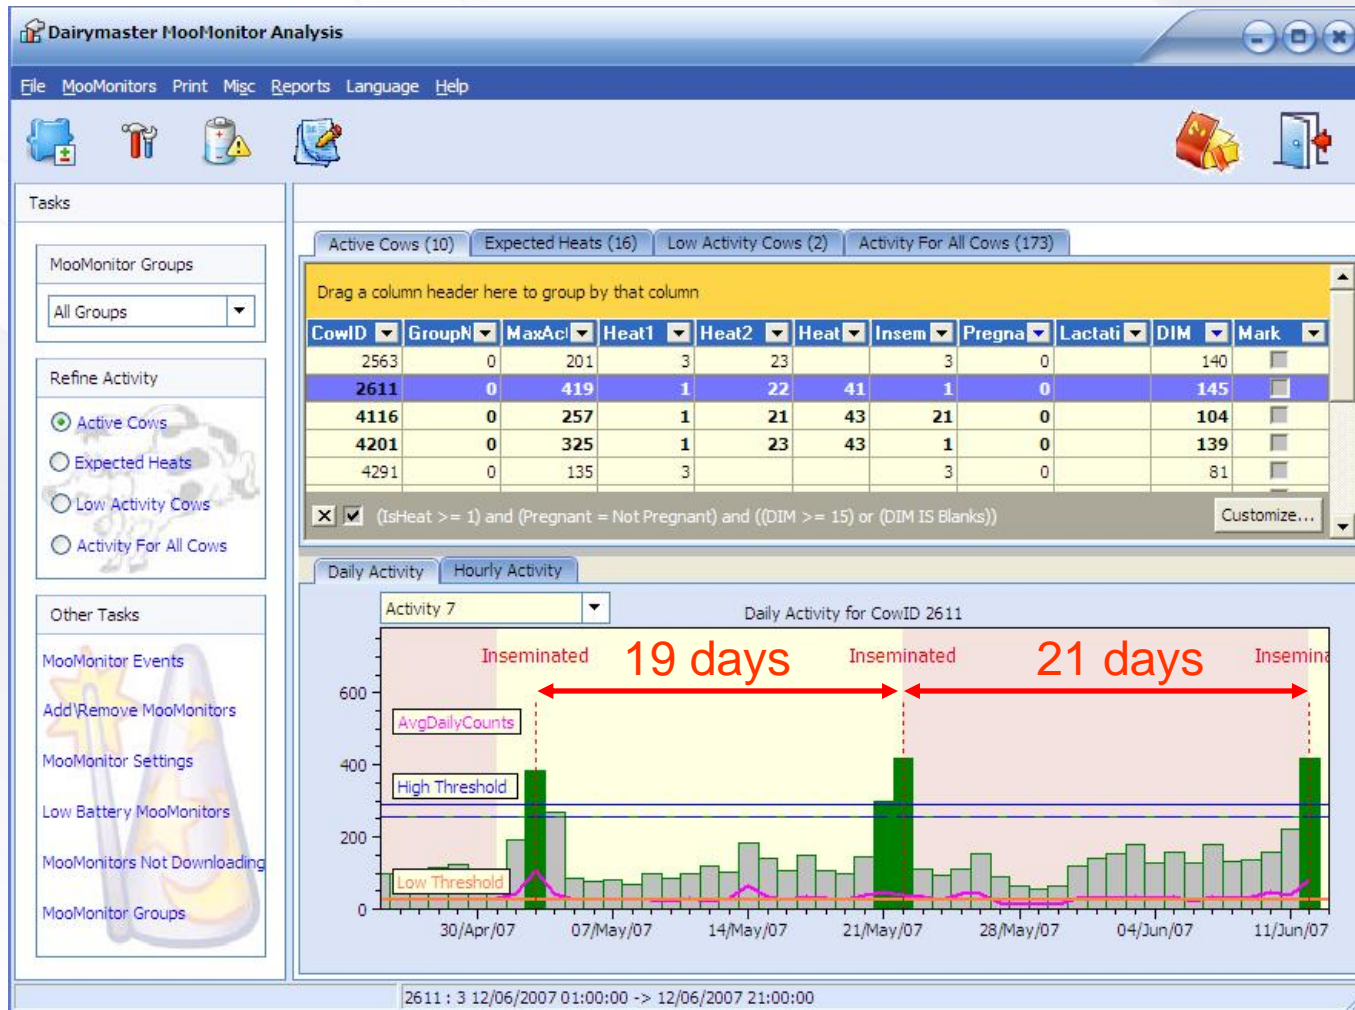 Dairymaster MooMonitor Analysis
File MooMonitors Print Misc Reports Language Help
Tasks
MooMonitor Groups
All Groups
Refine Activity
Active Cows
Expected Heats
Low Activity Cows
Activity For All Cows
Other Tasks
MooMonitor Events
Add\Remove MooMonitors
MooMonitor Settings
Low Battery MooMonitors
MooMonitors Not Downloading
MooMonitor Groups
Active Cows (10) Expected Heats (16) Low Activity Cows (2) Activity For All Cows (173)
Drag a column header here to group by that column
CowID GroupN MaxAct Heat1 Heat2 Heat Insem Pregna Lactati DIM Mark
2563 0 201 3 23 3 0 140
2611 0 419 1 22 41 1 0 145
4116 0 257 1 21 43 21 0 104
4201 0 325 1 23 43 1 0 139
4291 0 135 3 3 0 81
(IsHeat >= 1) and (Pregnant = Not Pregnant) and ((DIM >= 15) or (DIM IS Blanks)) Customize...
Daily Activity Hourly Activity
Activity 7
Daily Activity for CowID 2611
Inseminated 19 days Inseminated 21 days Insemina
600
AvgDailyCounts
400
High Threshold
200
Low Threshold
0
30/Apr/07 07/May/07 14/May/07 21/May/07 28/May/07 04/Jun/07 11/Jun/07
2611 : 3 12/06/2007 01:00:00 -> 12/06/2007 21:00:00